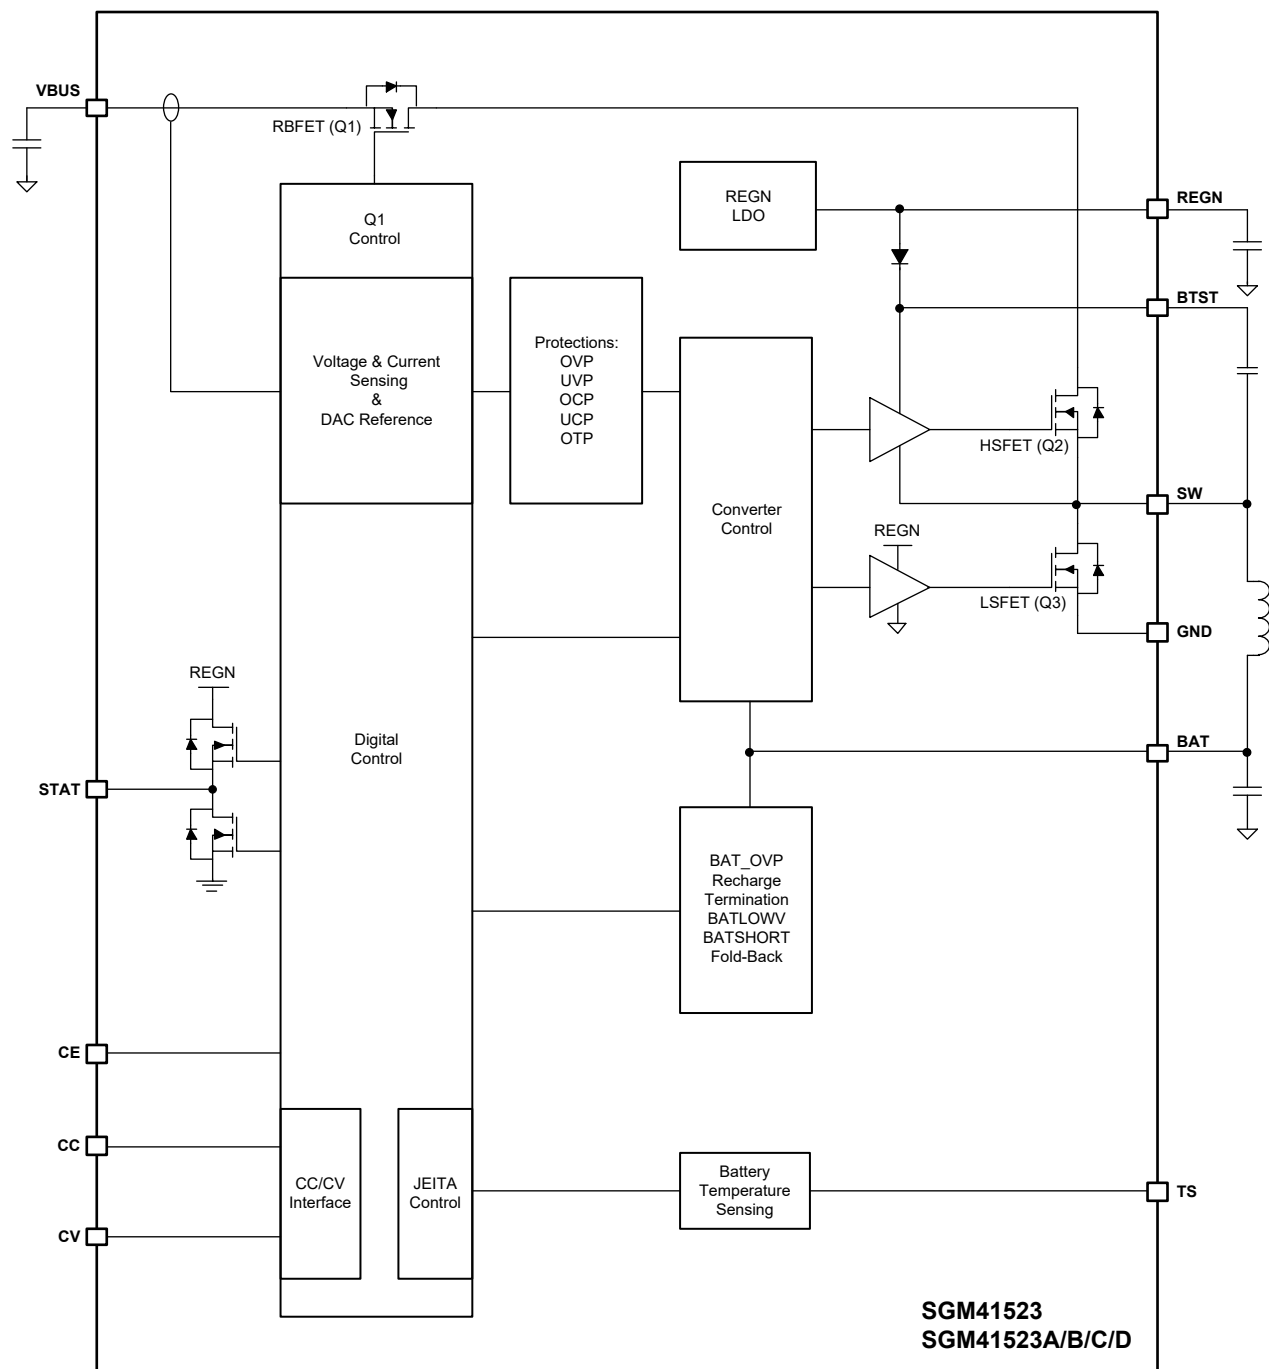 VBUS
RBFET (Q1)
REGN
LDO
REGN
Q1
Control
BTST
Voltage & Current
Sensing
&
DAC Reference
Protections:
OVP
UVP
OCP
UCP
OTP
HSFET (Q2)
Converter
Control
SW
REGN
LSFET (Q3)
GND
REGN
Digital
Control
BAT
STAT
BAT_OVP
Recharge
Termination
BATLOWV
BATSHORT
Fold-Back
CE
CC
CC/CV
Interface
JEITA
Control
Battery
Temperature
Sensing
TS
CV
SGM41523
SGM41523A/B/C/D